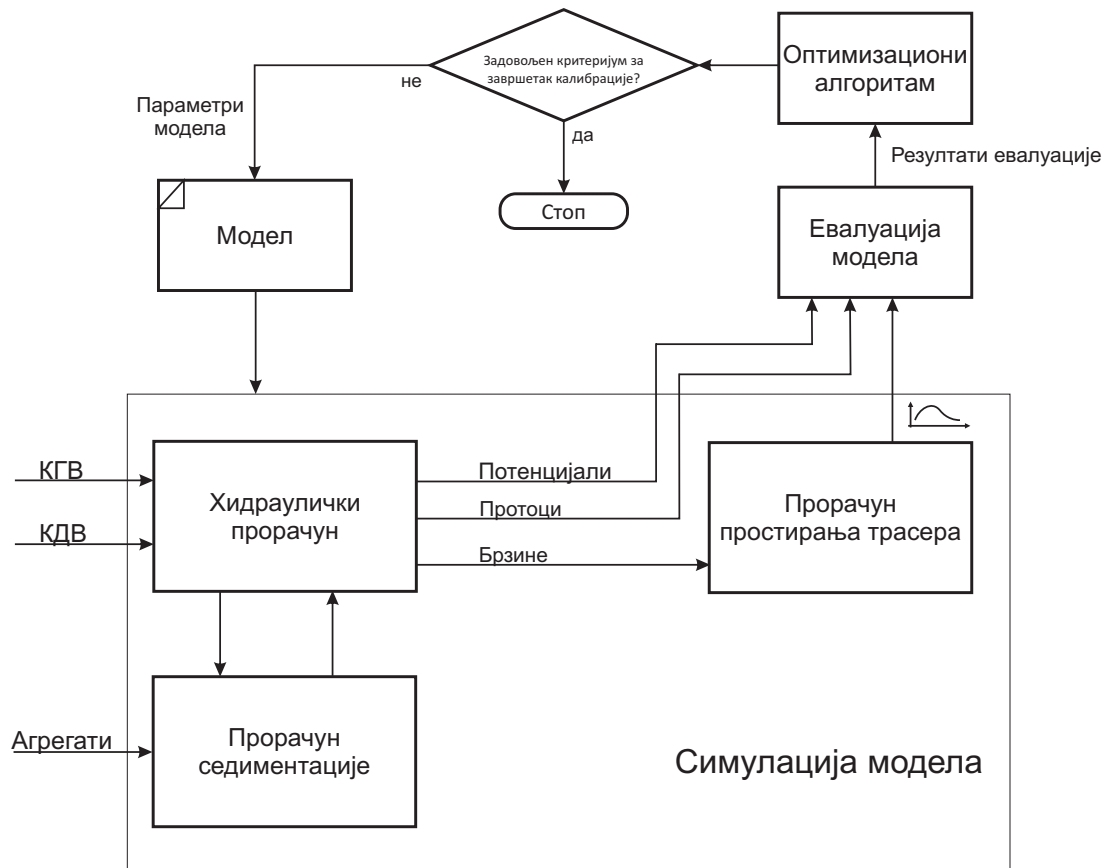 Задовољен критеријум за
завршетак калибрације?
Оптимизациони
алгоритам
не
Параметри
модела
да
Резултати евалуације
Стоп
Модел
Евалуација
модела
КГВ
КДВ
Хидраулички
прорачун
Потенцијали
Протоци
Брзине
Прорачун
простирања трасера
Агрегати
Прорачун
седиментације
Симулација модела